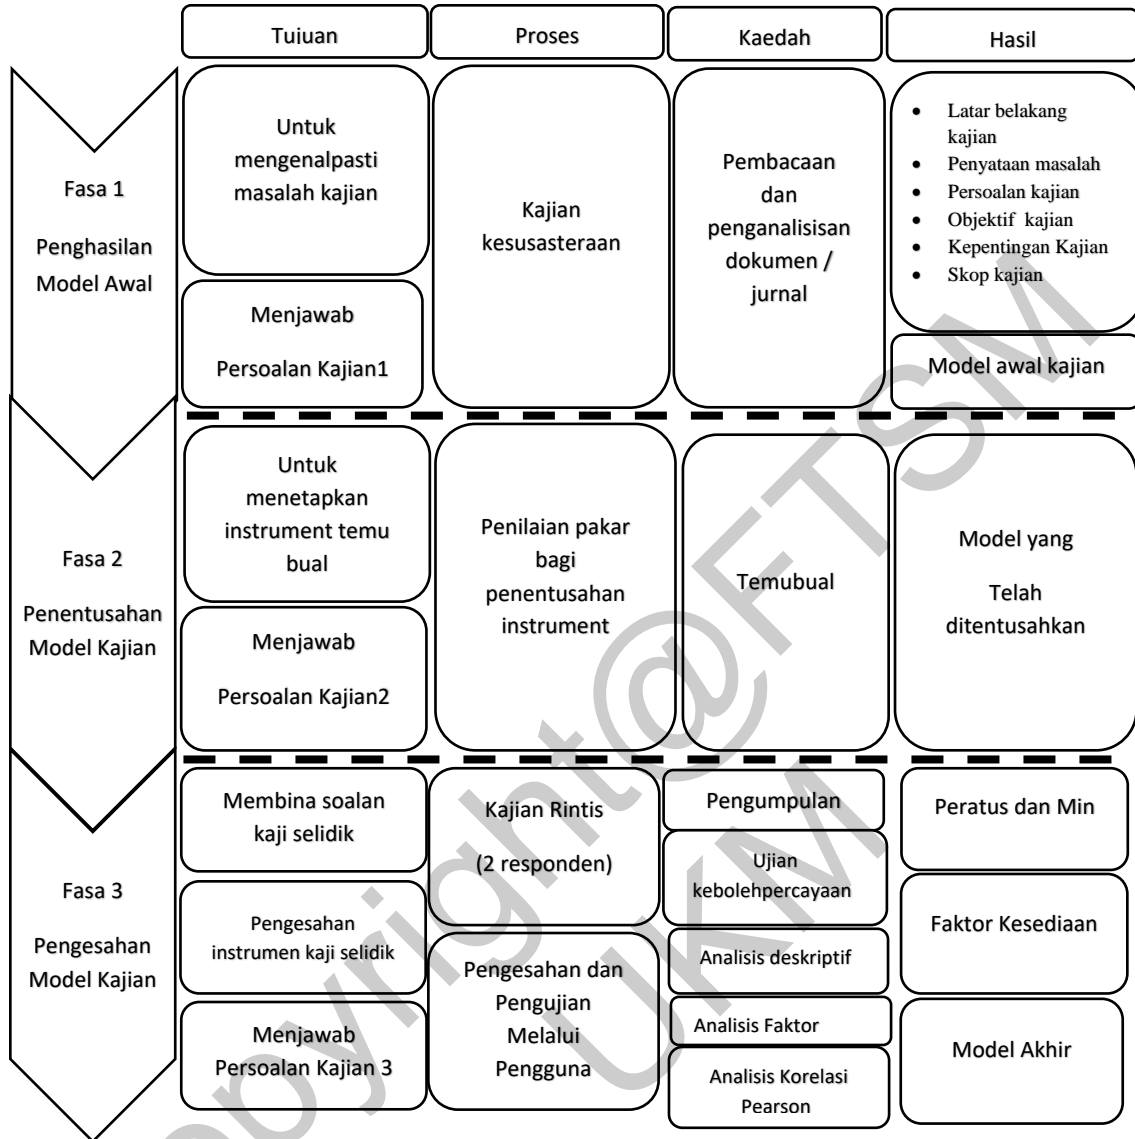 Tujuan
Proses
Kaedah
Hasil
Fasa 1
Penghasilan
Model Awal
Untuk
mengenalpasti
masalah kajian
Menjawab
Persoalan Kajian1
Kajian
kesusasteraan
Pembacaan
dan
penganalisisan
dokumen /
jurnal
• Latar belakang
kajian
• Penyataan masalah
• Persoalan kajian
• Objektif kajian
• Kepentingan Kajian
• Skop kajian
Model awal kajian
Fasa 2
Penentusahan
Model Kajian
Untuk
menetapkan
instrument temu
bual
Menjawab
Persoalan Kajian2
Penilaian pakar
bagi
penentusahan
instrument
Temubual
Model yang
Telah
ditentusahkan
Fasa 3
Pengesahan
Model Kajian
Membina soalan
kaji selidik
Pengesahan
instrumen kaji selidik
Menjawab
Persoalan Kajian 3
Kajian Rintis
(2 responden)
Pengesahan dan
Pengujian
Melalui
Pengguna
Pengumpulan
Ujian
kebolehpercayaan
Analisis deskriptif
Analisis Faktor
Analisis Korelasi
Pearson
Peratus dan Min
Faktor Kesediaan
Model Akhir
opyright@FTSM
UKM